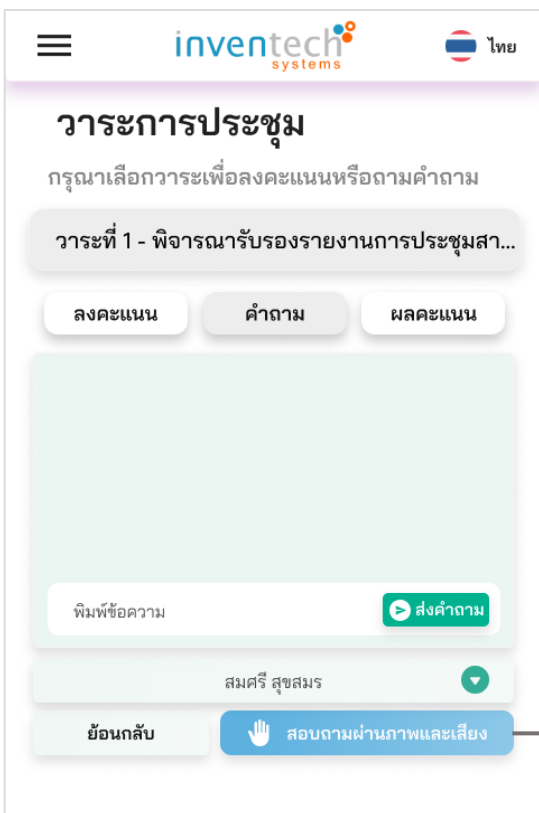 inventech
systems
ไทย
วาระการประชุม
กรุณาเลือกวาระเพื่อลงคะแนนหรือถามคำถาม
วาระที่ 1 - พิจารณารับรองรายงานการประชุมสา...
ลงคะแนน
คำถาม
ผลคะแนน
พิมพ์ข้อความ
ส่งคำถาม
สมศรี สุขสมร
ย้อนกลับ
สอบถามผ่านภาพและเสียง